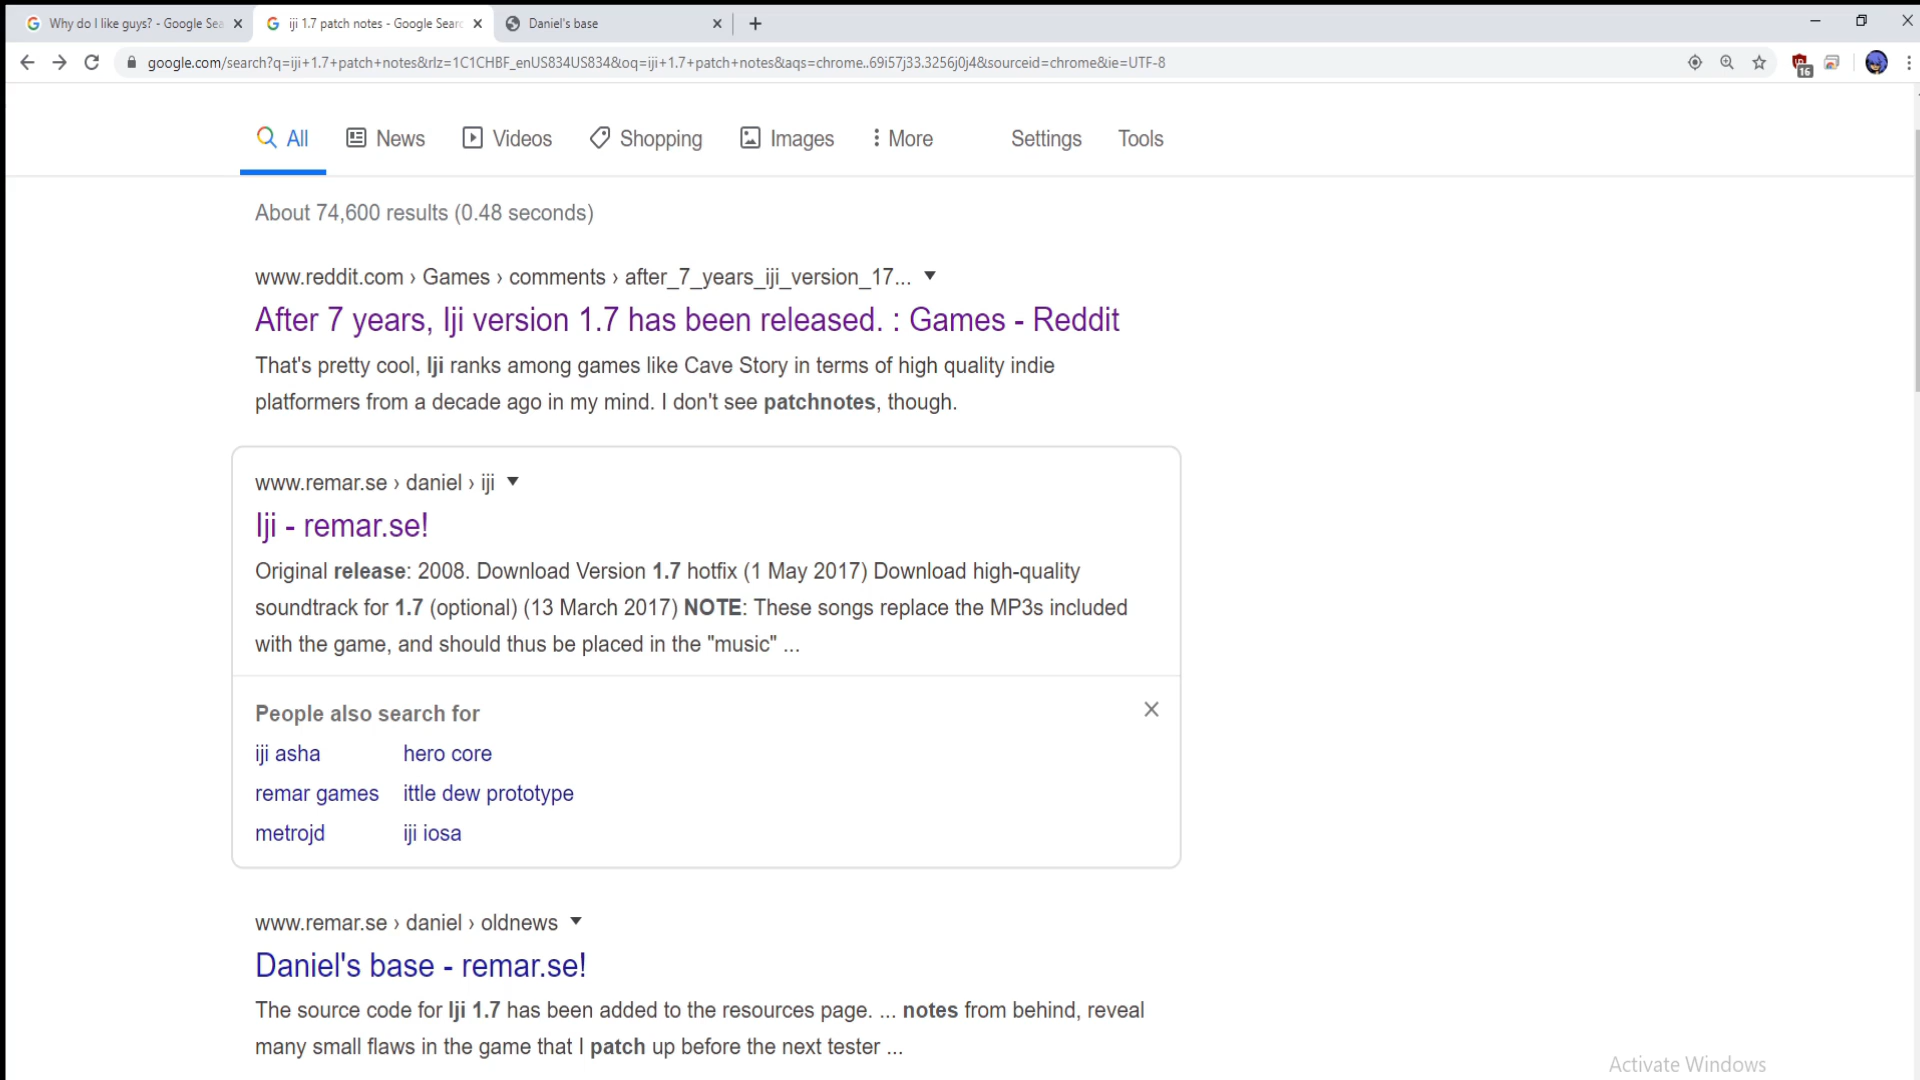 Why do I like guys? - Google Sea
iji 1.7 patch notes - Google Searc
Daniel's base
google.com/search?q=iji+1.7+patch+notes&rlz=1C1CHBF_enUS834US834&oq=iji+1.7+patch+notes&aqs=chrome..69i57j33.3256j0j4&sourceid=chrome&ie=UTF-8
16
All News Videos Shopping Images More Settings Tools
About 74,600 results (0.48 seconds)
www.reddit.com › Games › comments › after_7_years_iji_version_17...
After 7 years, Iji version 1.7 has been released. : Games - Reddit
That's pretty cool, Iji ranks among games like Cave Story in terms of high quality indie
platformers from a decade ago in my mind. I don't see patchnotes, though.
www.remar.se › daniel › iji
Iji - remar.se!
Original release: 2008. Download Version 1.7 hotfix (1 May 2017) Download high-quality
soundtrack for 1.7 (optional) (13 March 2017) NOTE: These songs replace the MP3s included
with the game, and should thus be placed in the "music" ...
People also search for
iji asha hero core
remar games ittle dew prototype
metrojd iji iosa
www.remar.se › daniel › oldnews
Daniel's base - remar.se!
The source code for Iji 1.7 has been added to the resources page. ... notes from behind, reveal
many small flaws in the game that I patch up before the next tester ...
Activate Windows